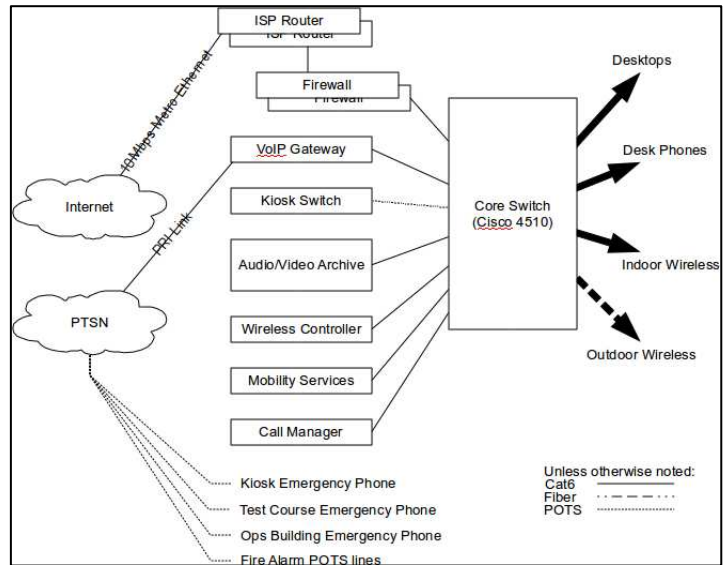 ISP Router
ISP Router
10Mbps Metro Ethernet
Firewall
Firewall
Desktops
VoIP Gateway
Desk Phones
Internet
Kiosk Switch
Core Switch
(Cisco 4510)
PRI Link
Audio/Video Archive
Indoor Wireless
PTSN
Wireless Controller
Outdoor Wireless
Mobility Services
Call Manager
Kiosk Emergency Phone
Test Course Emergency Phone
Ops Building Emergency Phone
Fire Alarm POTS lines
Unless otherwise noted:
Cat6
Fiber
POTS